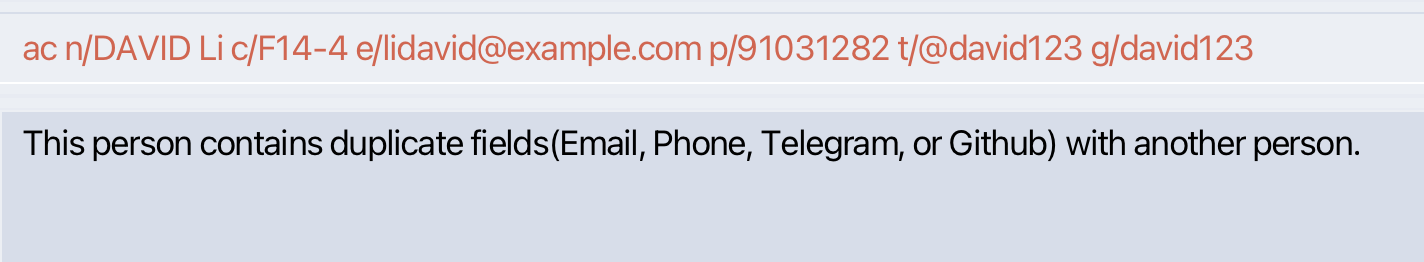 ac n/DAVID Li c/F14-4 e/lidavid@example.com p/91031282 t/@david123 g/david123
This person contains duplicate fields(Email, Phone, Telegram, or Github) with another person.